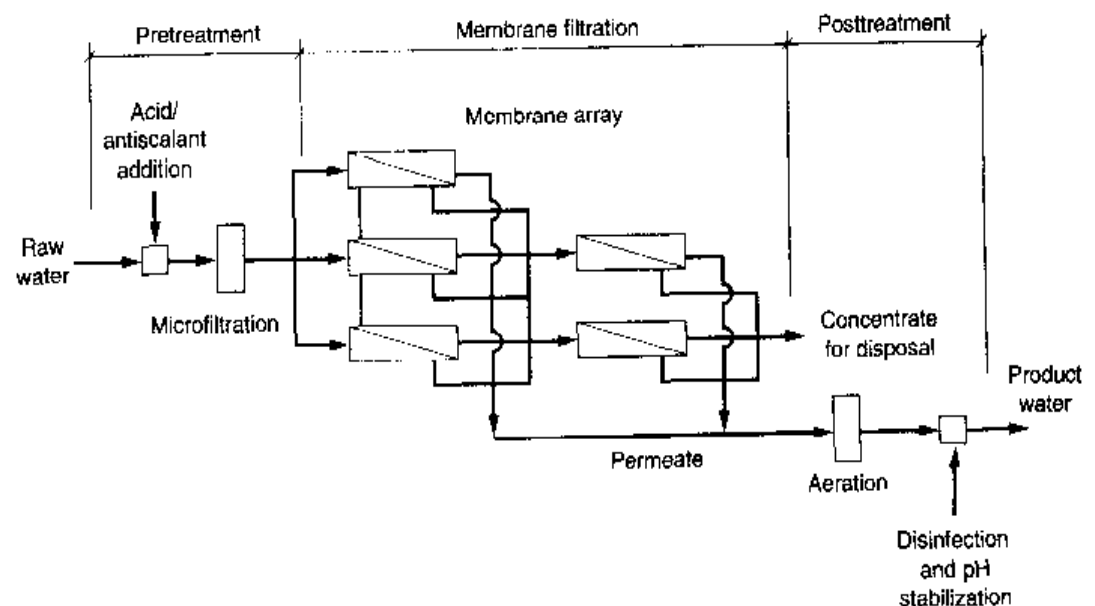 Pretreatment
Membrane filtration
Posttreatment
Acid/
antiscalant
addition
Membrane array
Raw
water
Microfiltration
Concentrate
for disposal
Product
water
Permeate
Aeration
Disinfection
and pH
stabilization